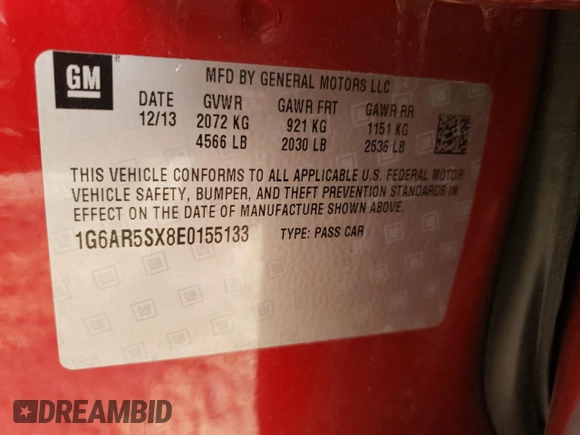 GM
MFD BY GENERAL MOTORS LLC
DATE GVWR GAWR FRT GAWR RR
12/13 2072 KG 921 KG 1151 KG
4566 LB 2030 LB 2536 LB
THIS VEHICLE CONFORMS TO ALL APPLICABLE U.S. FEDERAL MOTOR
VEHICLE SAFETY, BUMPER, AND THEFT PREVENTION STANDARDS IN
EFFECT ON THE DATE OF MANUFACTURE SHOWN ABOVE.
1G6AR5SX8E0155133 TYPE: PASS CAR
DREAMBID